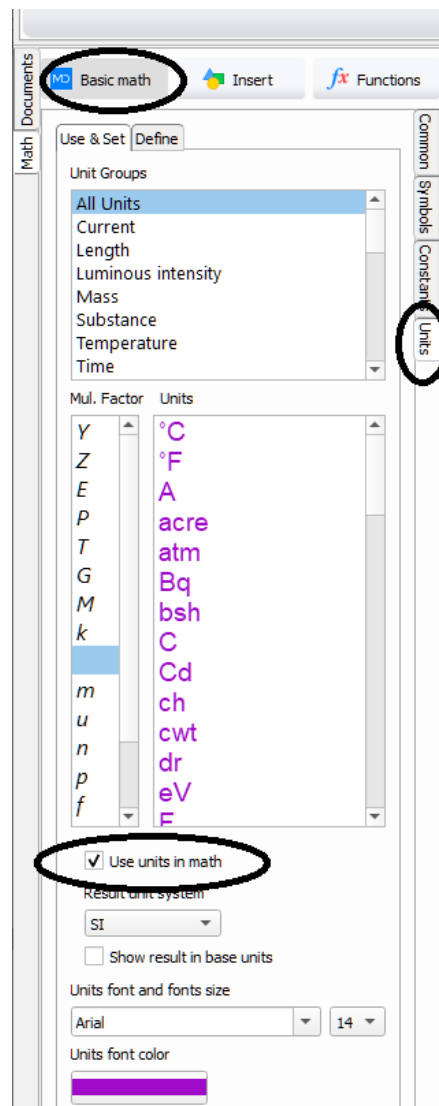 Documents
Math
MD Basic math
Insert
fx Functions
Use & Set
Define
Unit Groups
All Units
Current
Length
Luminous intensity
Mass
Substance
Temperature
Time
Mul. Factor
Units
Y
Z
E
P
T
G
M
k
m
u
n
p
f
°C
°F
A
acre
atm
Bq
bsh
C
Cd
ch
cwt
dr
eV
F
Use units in math
Result unit system
SI
Show result in base units
Units font and fonts size
Arial
14
Units font color
Common
Symbols
Constants
Units